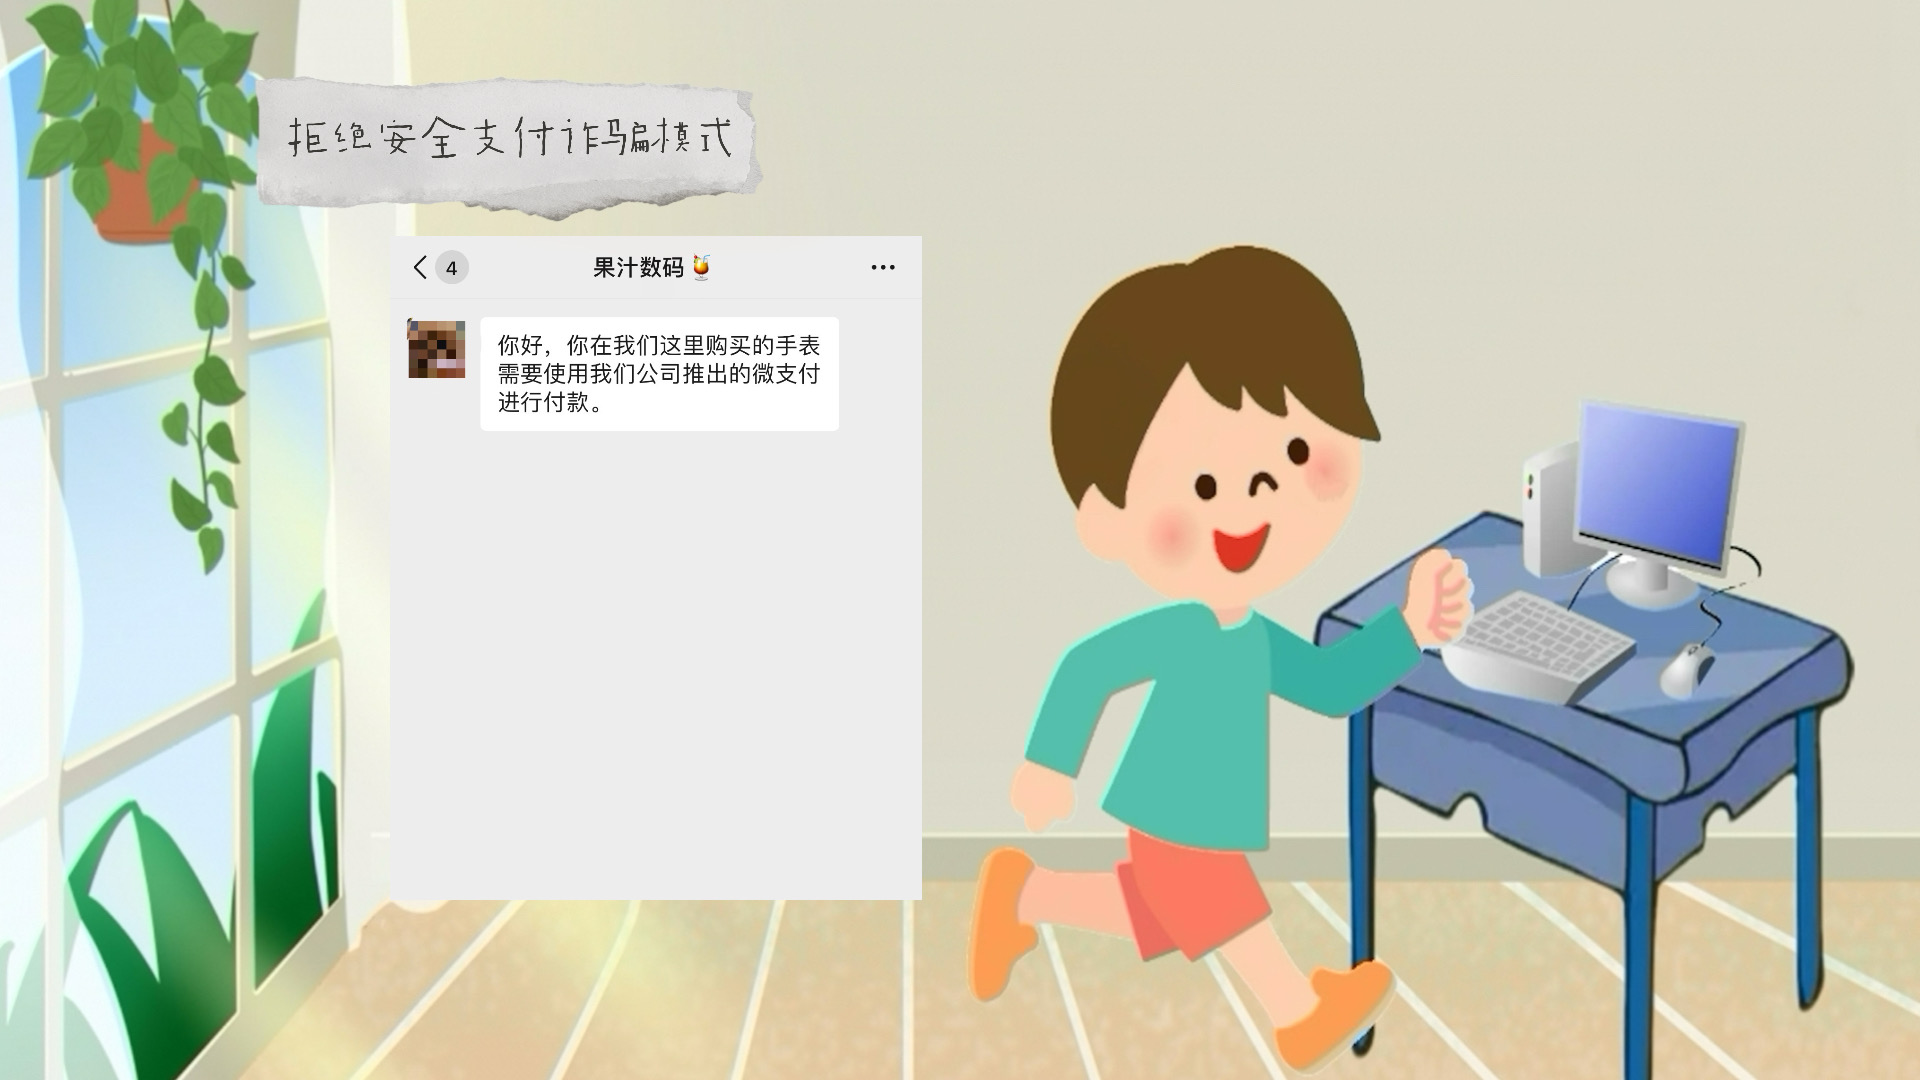 拒绝安全支付诈骗模式
4
果汁数码🍹
你好，你在我们这里购买的手表
需要使用我们公司推出的微支付
进行付款。